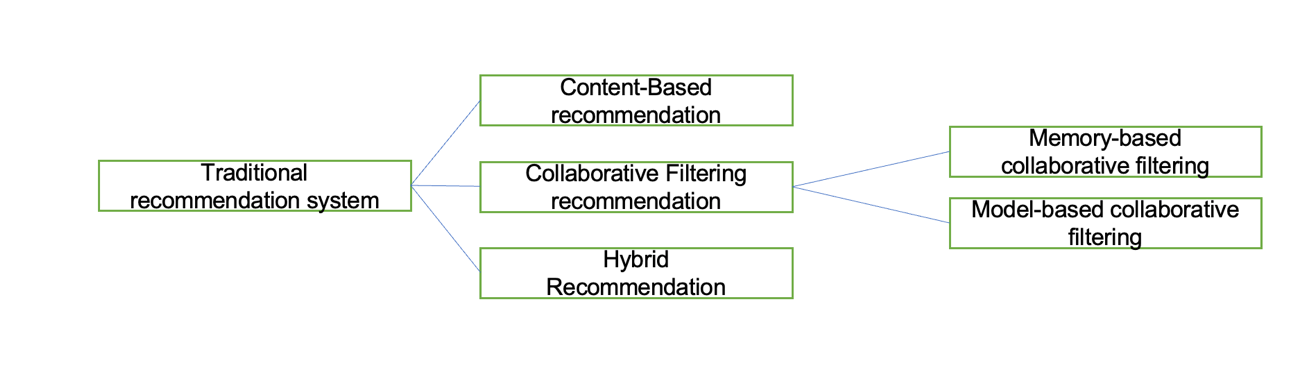 Traditional
recommendation system
Content-Based
recommendation
Collaborative Filtering
recommendation
Hybrid
Recommendation
Memory-based
collaborative filtering
Model-based collaborative
filtering